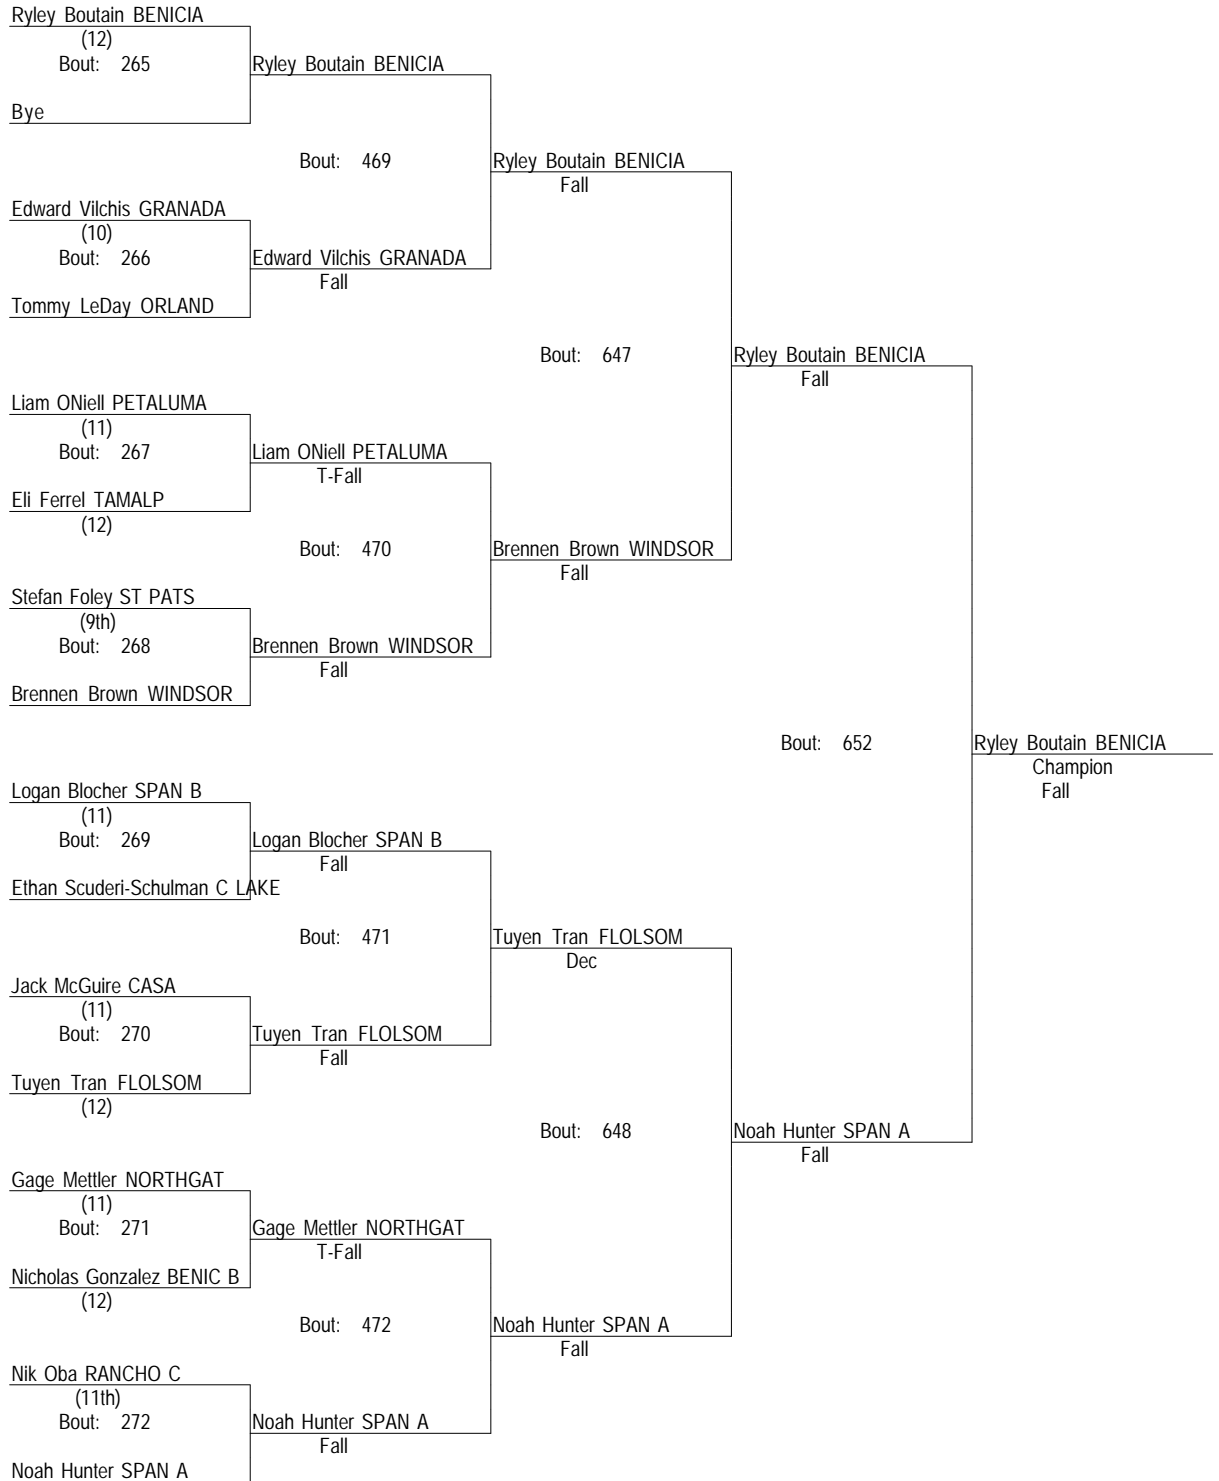 Ryley Boutain BENICIA
(12)
Bout: 265
Ryley Boutain BENICIA
Bye
Bout: 469
Ryley Boutain BENICIA
Fall
Edward Vilchis GRANADA
(10)
Bout: 266
Edward Vilchis GRANADA
Fall
Tommy LeDay ORLAND
Bout: 647
Ryley Boutain BENICIA
Fall
Liam ONiell PETALUMA
(11)
Bout: 267
Liam ONiell PETALUMA
T-Fall
Eli Ferrel TAMALP
(12)
Bout: 470
Brennen Brown WINDSOR
Fall
Stefan Foley ST PATS
(9th)
Bout: 268
Brennen Brown WINDSOR
Fall
Brennen Brown WINDSOR
Bout: 652
Ryley Boutain BENICIA
Champion
Fall
Logan Blocher SPAN B
(11)
Bout: 269
Logan Blocher SPAN B
Fall
Ethan Scuderi-Schulman C LAKE
Bout: 471
Tuyen Tran FLOLSOM
Dec
Jack McGuire CASA
(11)
Bout: 270
Tuyen Tran FLOLSOM
Fall
Tuyen Tran FLOLSOM
(12)
Bout: 648
Noah Hunter SPAN A
Fall
Gage Mettler NORTHGAT
(11)
Bout: 271
Gage Mettler NORTHGAT
T-Fall
Nicholas Gonzalez BENIC B
(12)
Bout: 472
Noah Hunter SPAN A
Fall
Nik Oba RANCHO C
(11th)
Bout: 272
Noah Hunter SPAN A
Fall
Noah Hunter SPAN A